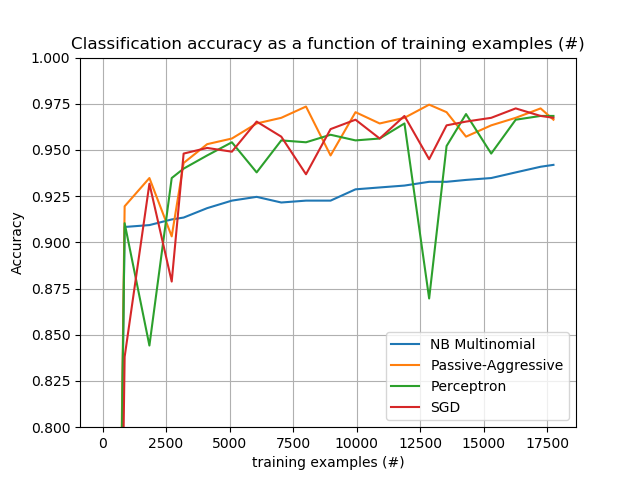 Classification accuracy as a function of training examples (#)
1.000
0.975
0.950
0.925
0.900
0.875
0.850
0.825
0.800
Accuracy
NB Multinomial
Passive-Aggressive
Perceptron
SGD
0 2500 5000 7500 10000 12500 15000 17500
training examples (#)